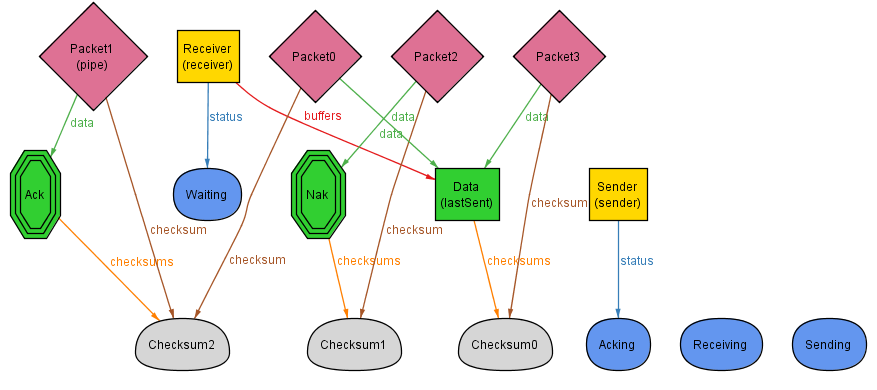 Packet1
(pipe)
Receiver
(receiver)
Packet0
Packet2
Packet3
data
status
buffers
data
data
data
Ack
Waiting
Nak
Data
(lastSent)
Sender
(sender)
checksum
checksum
checksum
checksum
checksums
checksums
checksums
status
Checksum2
Checksum1
Checksum0
Acking
Receiving
Sending